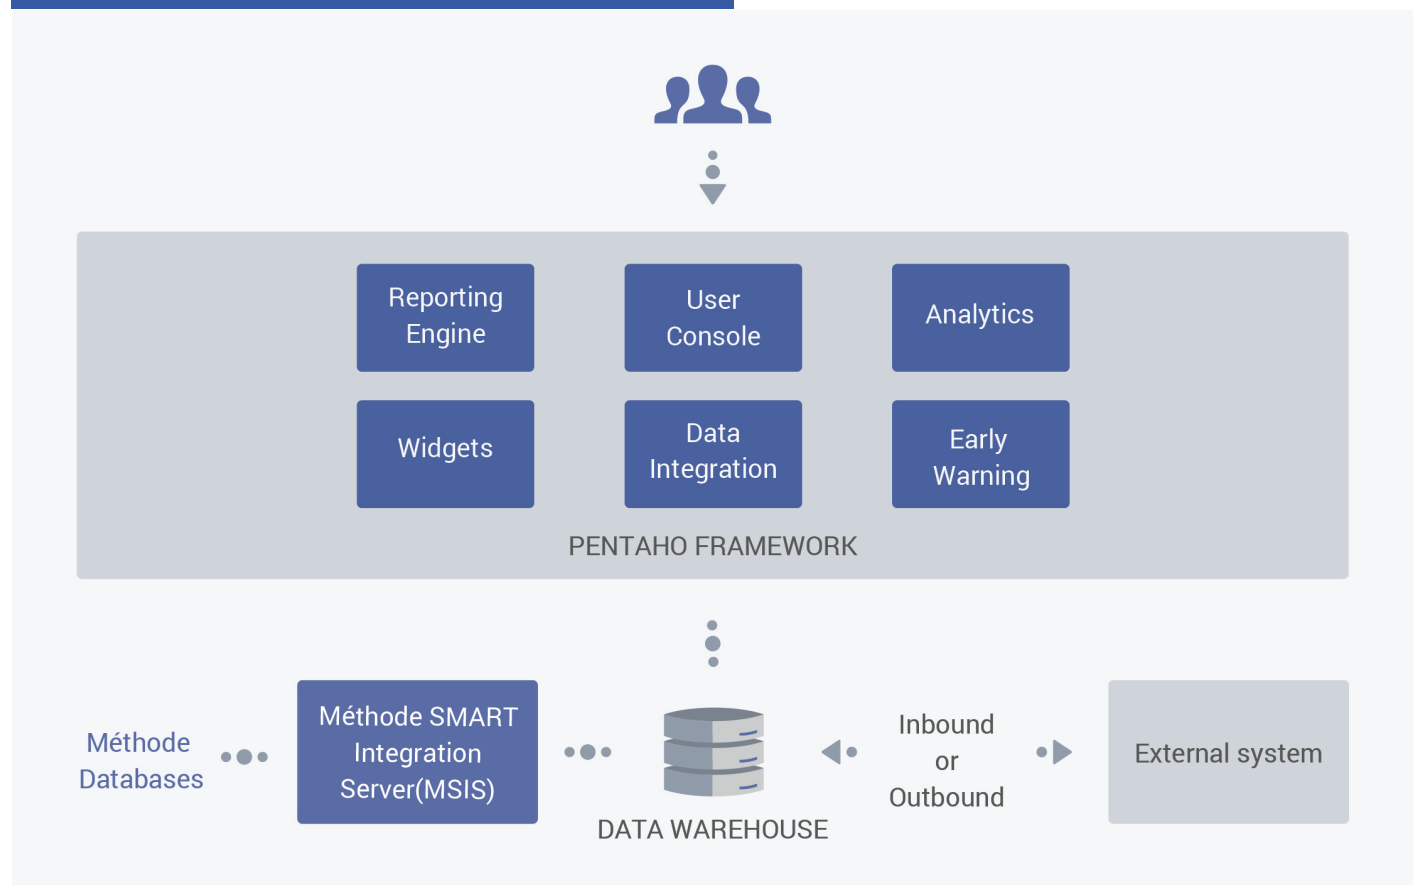 Reporting
Engine
User
Console
Analytics
Widgets
Data
Integration
Early
Warning
PENTAHO FRAMEWORK
Méthode
Databases
Méthode SMART
Integration
Server(MSIS)
DATA WAREHOUSE
Inbound
or
Outbound
External system